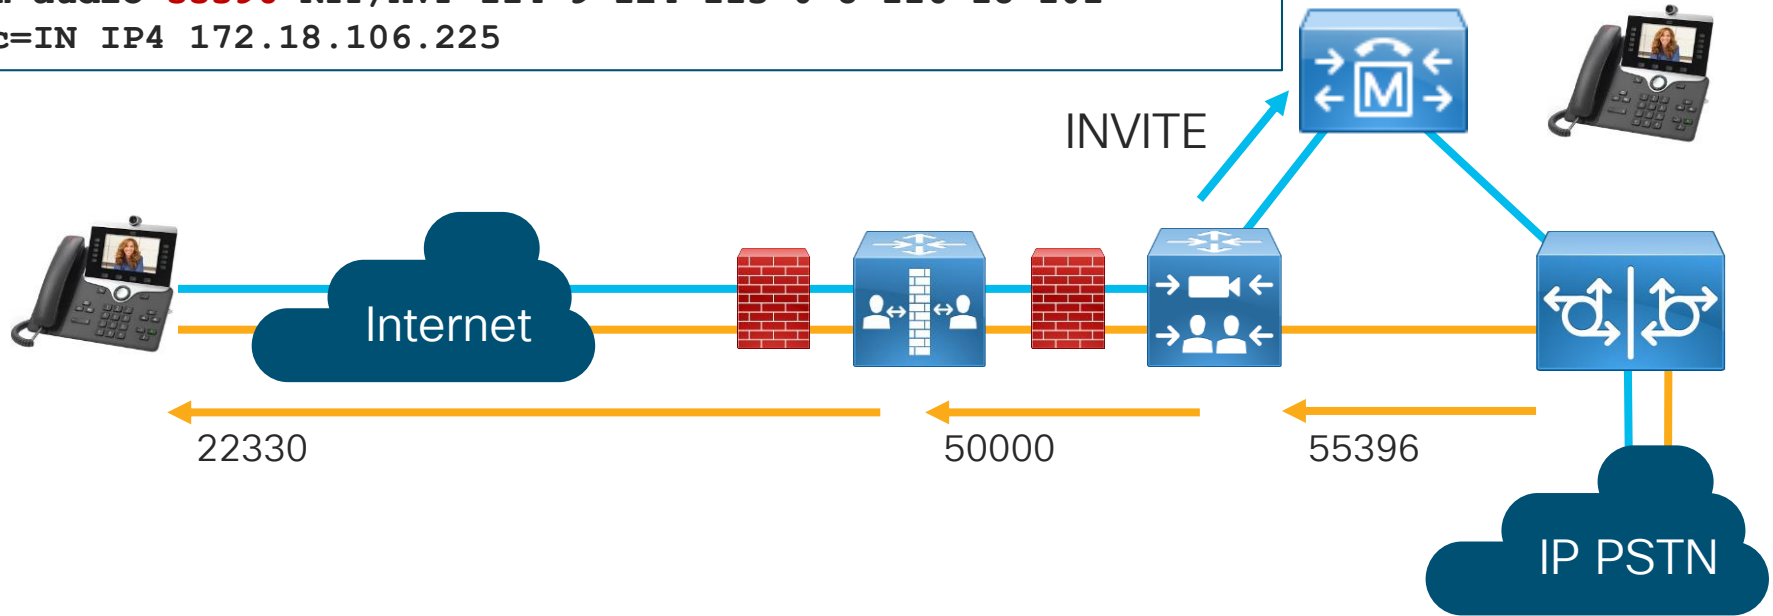 c=IN IP4 172.18.106.225
INVITE
M
Internet
22330
50000
55396
IP PSTN